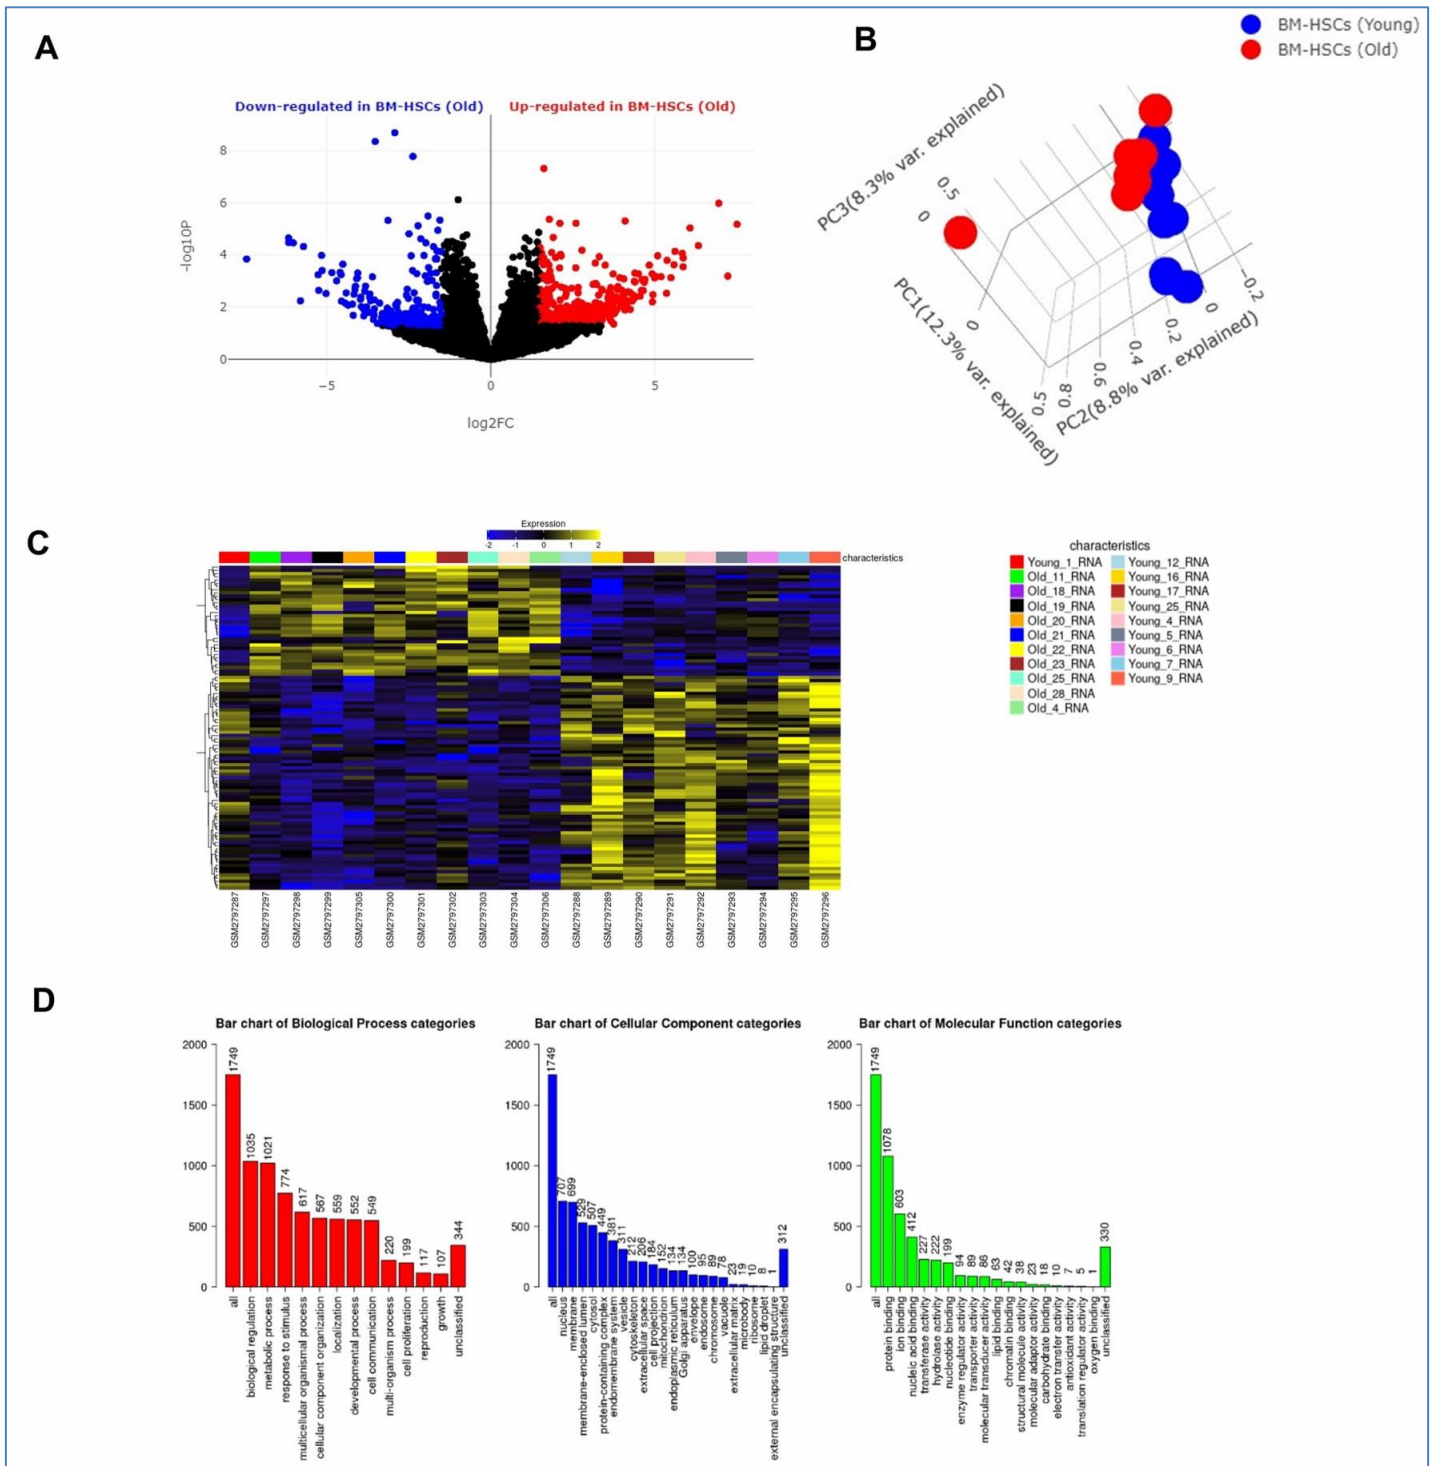 A
Down-regulated in BM-HSCs (Old)
Up-regulated in BM-HSCs (Old)
8
6
4
2
0
-log10P
−5
0
5
log2FC
B
BM-HSCs (Young)
BM-HSCs (Old)
PC3(8.3% var. explained)
0.5
0
PC1(12.3% var. explained)
0
0.5
PC2(8.8% var. explained)
0.8
0.6
0.4
0.2
0
−0.2
C
Expression
-2
-1
0
1
2
characteristics
GSM2797287
GSM2797297
GSM2797298
GSM2797299
GSM2797305
GSM2797300
GSM2797301
GSM2797302
GSM2797303
GSM2797304
GSM2797306
GSM2797288
GSM2797289
GSM2797290
GSM2797291
GSM2797292
GSM2797293
GSM2797294
GSM2797295
GSM2797296
characteristics
Young_1_RNA
Old_11_RNA
Old_18_RNA
Old_19_RNA
Old_20_RNA
Old_21_RNA
Old_22_RNA
Old_23_RNA
Old_25_RNA
Old_28_RNA
Old_4_RNA
Young_12_RNA
Young_16_RNA
Young_17_RNA
Young_25_RNA
Young_4_RNA
Young_5_RNA
Young_6_RNA
Young_7_RNA
Young_9_RNA
D
Bar chart of Biological Process categories
2000
1500
1000
500
0
1749
1035
1021
774
617
567
559
552
549
220
199
117
107
344
all
biological regulation
metabolic process
response to stimulus
multicellular organismal process
cellular component organization
localization
developmental process
cell communication
multi-organism process
cell proliferation
reproduction
growth
unclassified
Bar chart of Cellular Component categories
2000
1500
1000
500
0
1749
707
699
529
507
449
381
311
212
206
184
152
134
134
100
95
89
78
23
19
10
8
1
312
all
nucleus
membrane
membrane-enclosed lumen
cytosol
protein-containing complex
endomembrane system
vesicle
cytoskeleton
extracellular space
cell projection
mitochondrion
endoplasmic reticulum
Golgi apparatus
envelope
endosome
chromosome
vacuole
extracellular matrix
microbody
ribosome
lipid droplet
external encapsulating structure
unclassified
Bar chart of Molecular Function categories
2000
1500
1000
500
0
1749
1078
603
412
227
222
199
94
89
86
63
42
38
23
18
10
7
5
1
330
all
protein binding
ion binding
nucleic acid binding
transferase activity
hydrolase activity
nucleotide binding
enzyme regulator activity
transporter activity
molecular transducer activity
lipid binding
chromatin binding
structural molecule activity
molecular adaptor activity
carbohydrate binding
electron transfer activity
antioxidant activity
translation regulator activity
oxygen binding
unclassified